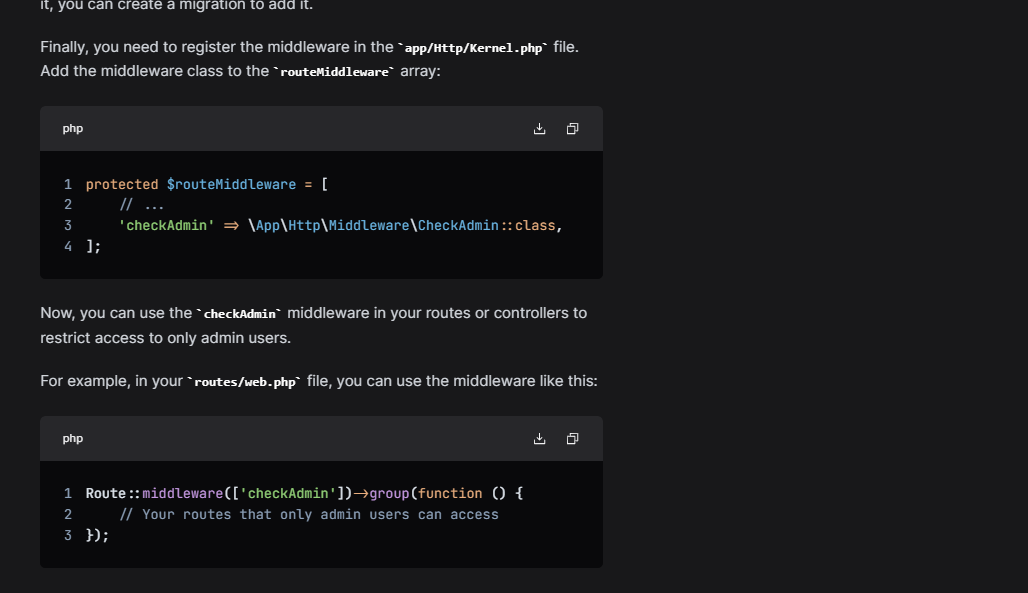 it, you can create a migration to add it.
Finally, you need to register the middleware in the `app/Http/Kernel.php` file.
Add the middleware class to the `routeMiddleware` array:
php
1 protected $routeMiddleware = [
2     // ...
3     'checkAdmin' => \App\Http\Middleware\CheckAdmin::class,
4 ];
Now, you can use the `checkAdmin` middleware in your routes or controllers to
restrict access to only admin users.
For example, in your `routes/web.php` file, you can use the middleware like this:
php
1 Route::middleware(['checkAdmin'])->group(function () {
2     // Your routes that only admin users can access
3 });